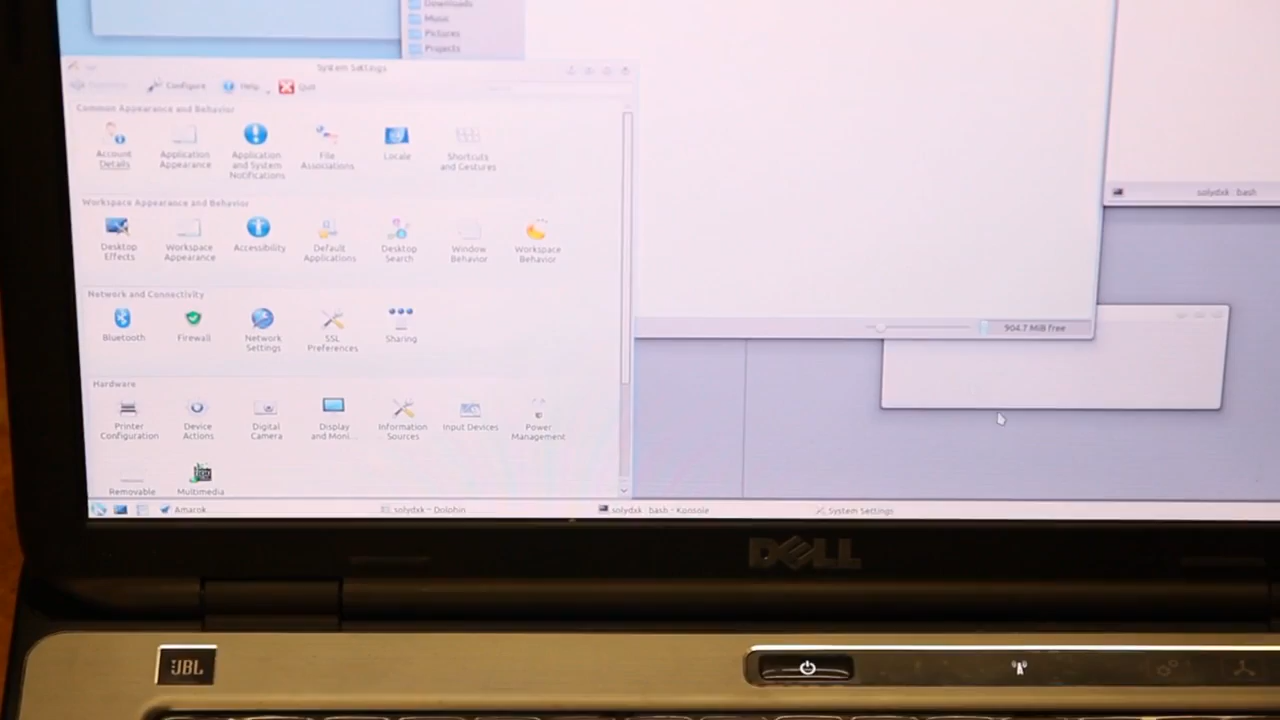 Downloads
Music
Pictures
Projects
System Settings
Configure
Help
Quit
Common Appearance and Behavior
Account Details
Application Appearance
Application and System Notifications
File Associations
Locale
Shortcuts and Gestures
Workspace Appearance and Behavior
Desktop Effects
Workspace Appearance
Accessibility
Default Applications
Desktop Search
Window Behavior
Workspace Behavior
Network and Connectivity
Bluetooth
Firewall
Network Settings
SSL Preferences
Sharing
Hardware
Printer Configuration
Device Actions
Digital Camera
Display and Moni...
Information Sources
Input Devices
Power Management
Removable
Multimedia
solydxk : bash
904.7 MiB free
Amarok
solydxk – Dolphin
solydxk : bash – Konsole
System Settings
DELL
JBL